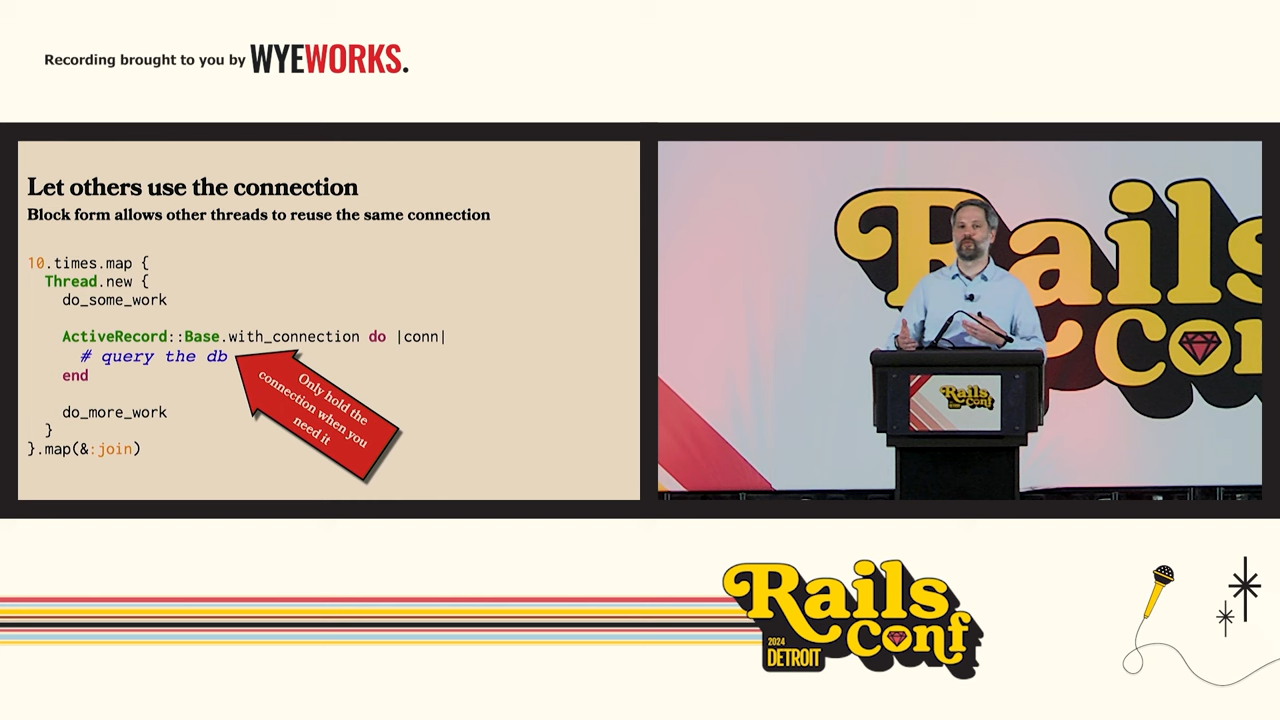 Recording brought to you by WYEWORKS.
Let others use the connection
Block form allows other threads to reuse the same connection
10.times.map {
  Thread.new {
    do_some_work
    ActiveRecord::Base.with_connection do |conn|
      # query the db
    end
    do_more_work
  }
}.map(&:join)
Only hold the
connection when you
need it
Rails
Conf
Rails
Conf
Rails
Conf
2024
DETROIT